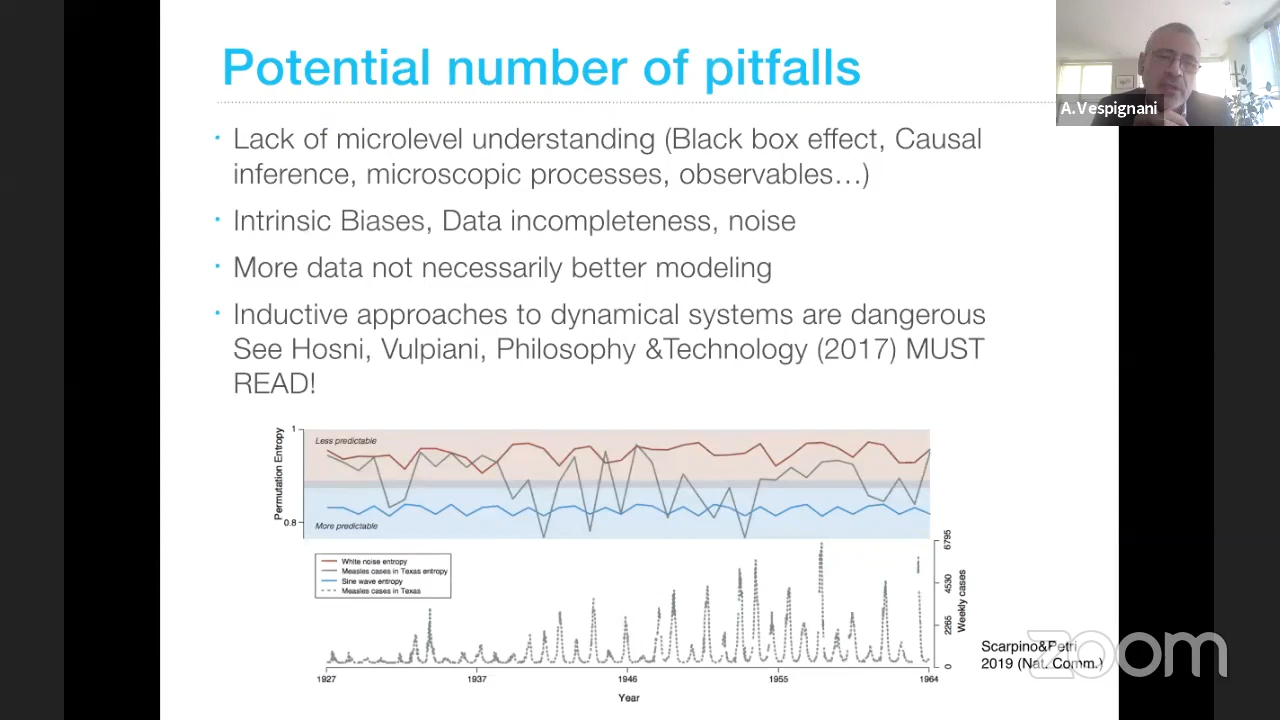 Potential number of pitfalls
A.Vespignani
· Lack of microlevel understanding (Black box effect, Causal
inference, microscopic processes, observables…)
· Intrinsic Biases, Data incompleteness, noise
· More data not necessarily better modeling
· Inductive approaches to dynamical systems are dangerous
See Hosni, Vulpiani, Philosophy &Technology (2017) MUST
READ!
1
Less predictable
Permutation Entropy
0.8
More predictable
White noise entropy
Measles cases in Texas entropy
Sine wave entropy
Measles cases in Texas
6795
4530
2265
0
Weekly cases
1927
1937
1946
1955
1964
Year
Scarpino&Petri
2019 (Nat. Comm.)
zoom